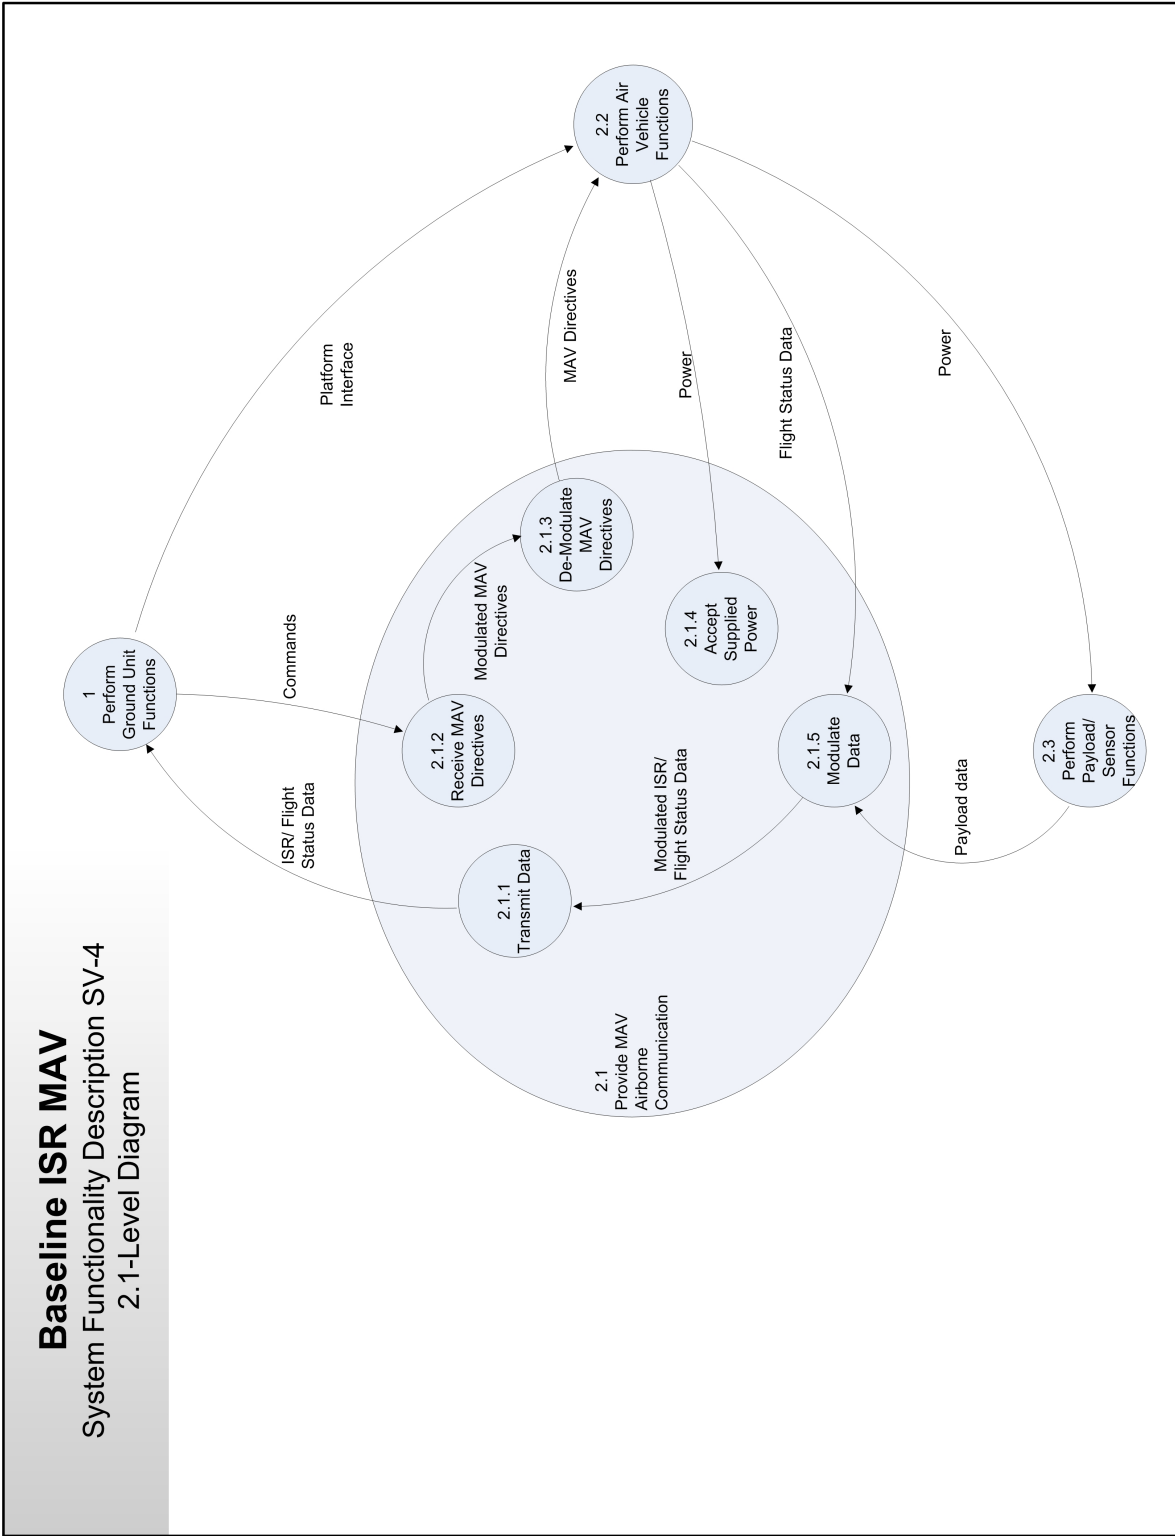 Baseline ISR MAV
System Functionality Description SV-4
2.1-Level Diagram
1
Perform
Ground Unit
Functions
ISR/ Flight
Status Data
Commands
Platform
Interface
2.1
Provide MAV
Airborne
Communication
2.1.1
Transmit Data
2.1.2
Receive MAV
Directives
Modulated MAV
Directives
2.1.3
De-Modulate
MAV
Directives
MAV Directives
2.2
Perform Air
Vehicle
Functions
2.1.4
Accept
Supplied
Power
Power
Modulated ISR/
Flight Status Data
2.1.5
Modulate
Data
Flight Status Data
Power
Payload data
2.3
Perform
Payload/
Sensor
Functions